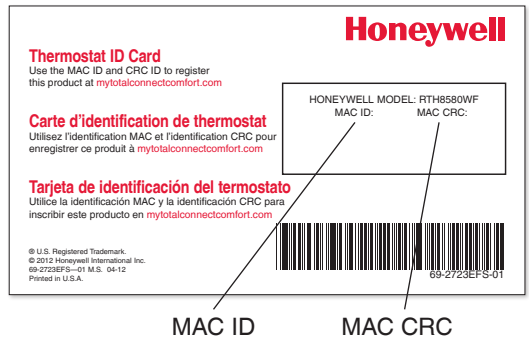 Honeywell
Thermostat ID Card
Use the MAC ID and CRC ID to register
this product at mytotalconnectcomfort.com
HONEYWELL MODEL: RTH8580WF
MAC ID: MAC CRC:
Carte d'identification de thermostat
Utilisez l'identification MAC et l'identification CRC pour
enregistrer ce produit à mytotalconnectcomfort.com
Tarjeta de identificación del termostato
Utilice la identificación MAC y la identificación CRC para
inscribir este producto en mytotalconnectcomfort.com
® U.S. Registered Trademark.
© 2012 Honeywell International Inc.
69-2723EFS—01 M.S. 04-12
Printed in U.S.A.
69-2723EFS-01
MAC ID MAC CRC